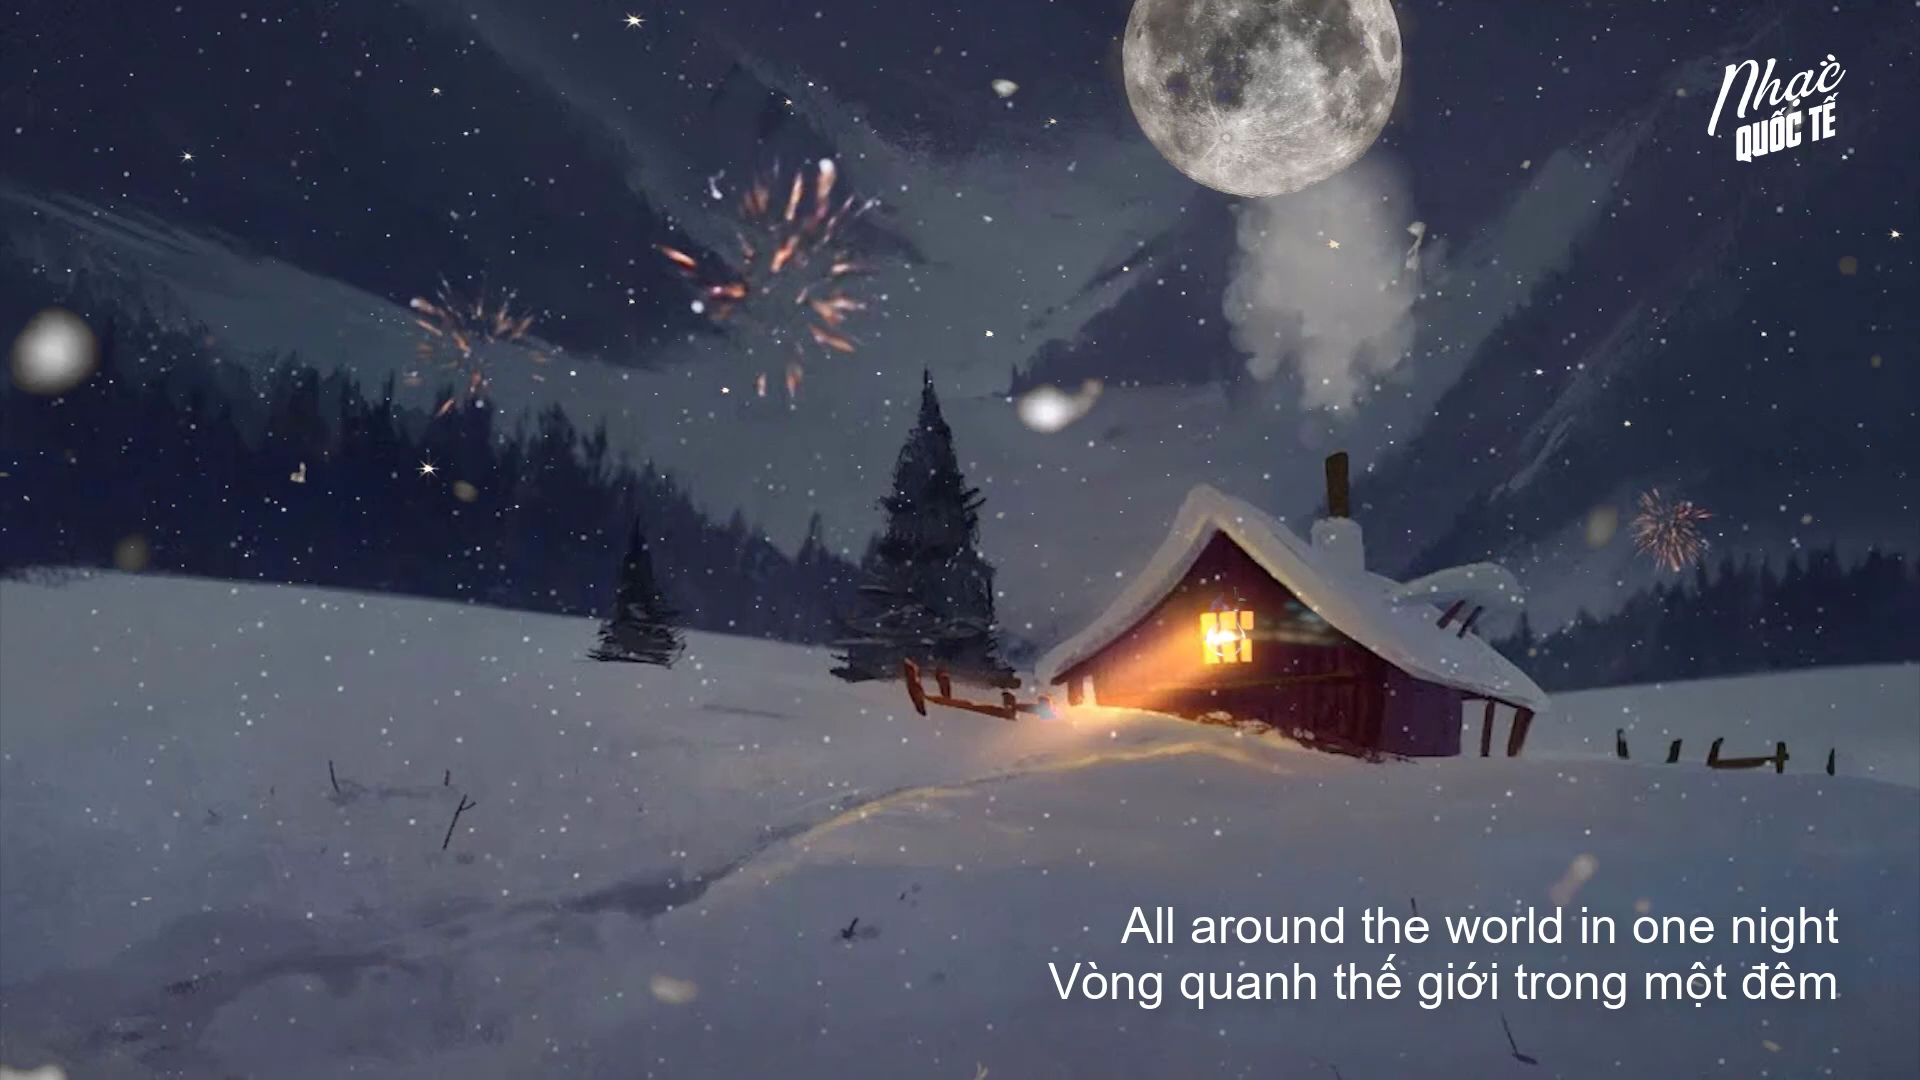 Nhạc
QUỐC TẾ
All around the world in one night
Vòng quanh thế giới trong một đêm